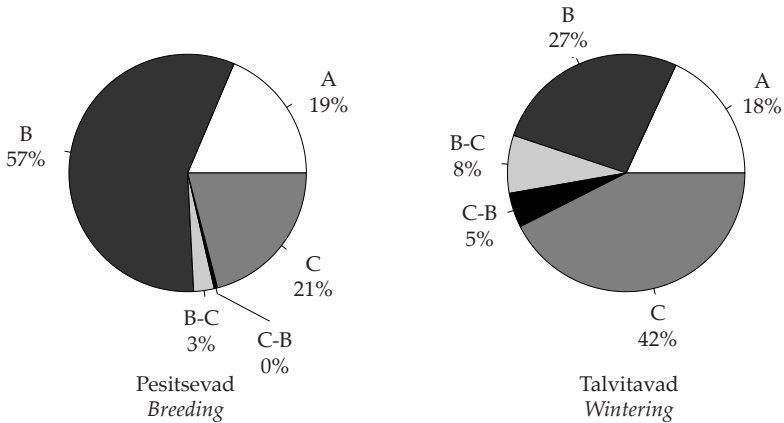 A
19%
B
57%
B-C
3%
C-B
0%
C
21%
Pesitsevad
Breeding
B
27%
A
18%
B-C
8%
C-B
5%
C
42%
Talvitavad
Wintering